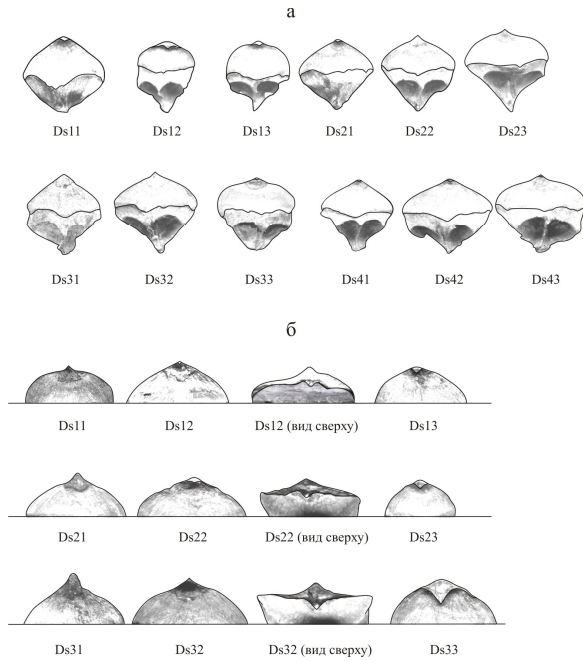 а
Ds11 Ds12 Ds13 Ds21 Ds22 Ds23
Ds31 Ds32 Ds33 Ds41 Ds42 Ds43
б
Ds11 Ds12 Ds12 (вид сверху) Ds13
Ds21 Ds22 Ds22 (вид сверху) Ds23
Ds31 Ds32 Ds32 (вид сверху) Ds33